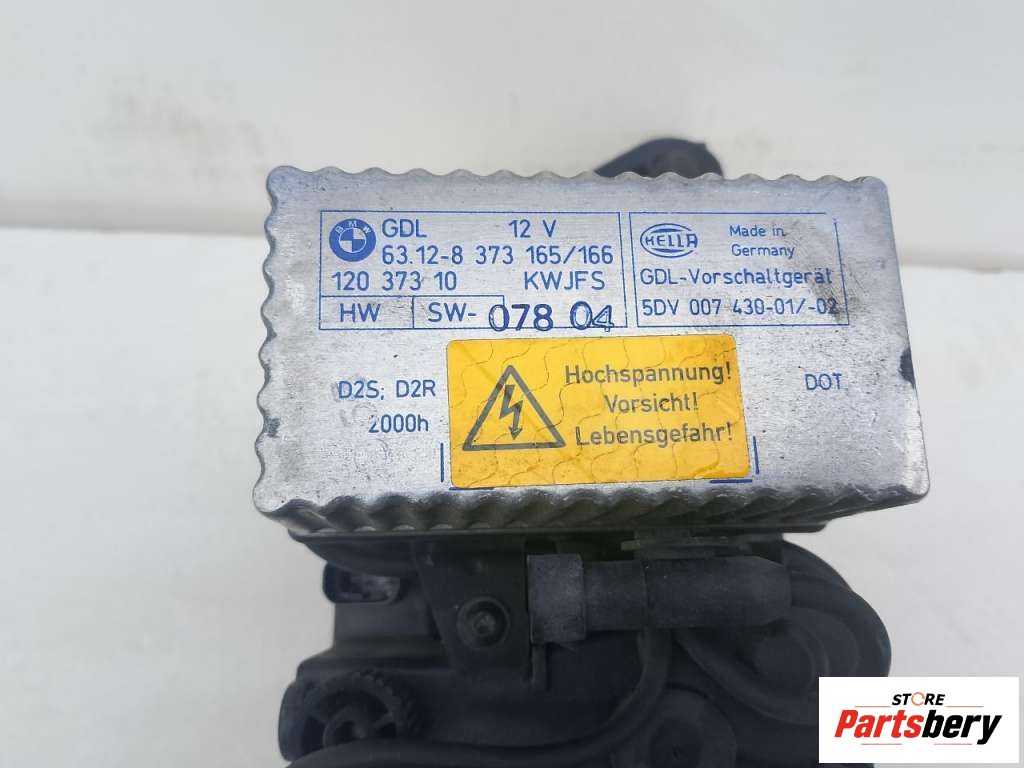 BMW
GDL 12 V
63.12-8 373 165/166
120 373 10 KWJFS
HW SW- 078 04
HELLA
Made in
Germany
GDL-Vorschaltgerät
5DV 007 430-01/-02
D2S; D2R
2000h
Hochspannung!
Vorsicht!
Lebensgefahr!
DOT
STORE
Partsbery